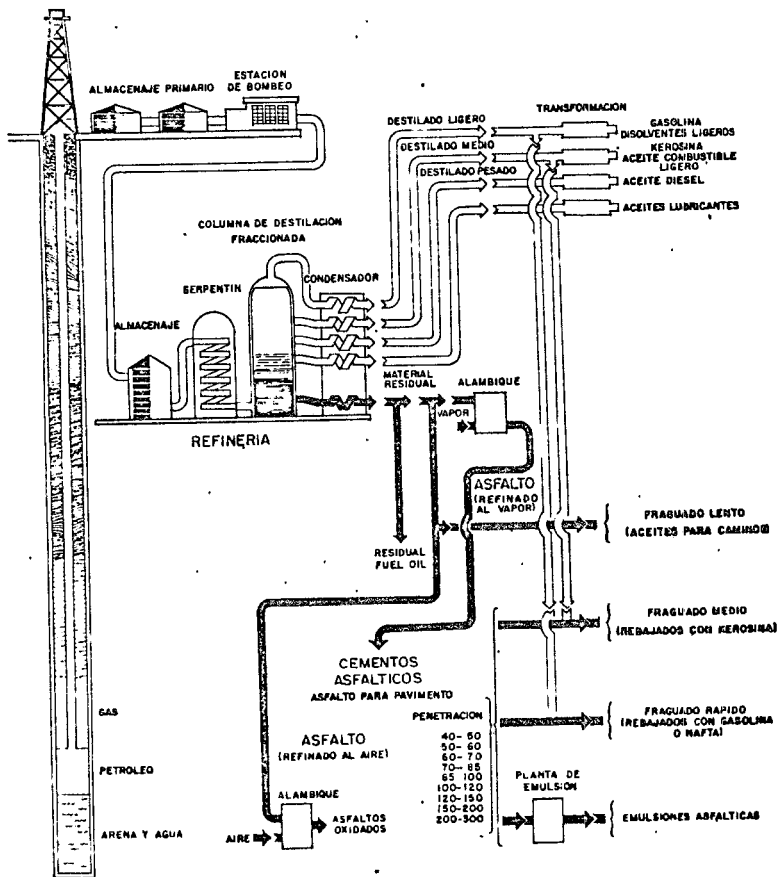 ALMACENAJE PRIMARIO
ESTACION
DE BOMBEO
DESTILADO LIGERO
DESTILADO MEDIO
DESTILADO PESADO
TRANSFORMACION
GASOLINA
DISOLVENTES LIGEROS
KEROSINA
ACEITE COMBUSTIBLE
LIGERO
ACEITE DIESEL
ACEITES LUBRICANTES
COLUMNA DE DESTILACIÓN
FRACCIONADA
SERPENTIN
CONDENSADOR
ALMACENAJE
MATERIAL
RESIDUAL
ALAMBIQUE
VAPOR
REFINERIA
ASFALTO
(REFINADO
AL VAPOR)
RESIDUAL
FUEL OIL
FRAGUADO LENTO
(ACEITES PARA CAMINOS)
FRAGUADO MEDIO
(REBAJADOS CON KEROSINA)
CEMENTOS
ASFALTICOS
ASFALTO PARA PAVIMENTO
FRAGUADO RAPIDO
(REBAJADOS CON GASOLINA
O NAFTA)
PENETRACION
40-50
50-60
60-70
70-85
85 100
100-120
120-150
150-200
200-300
GAS
PETROLEO
ARENA Y AGUA
ASFALTO
(REFINADO AL AIRE)
ALAMBIQUE
AIRE
ASFALTOS
OXIDADOS
PLANTA DE
EMULSIÓN
EMULSIONES ASFALTICAS